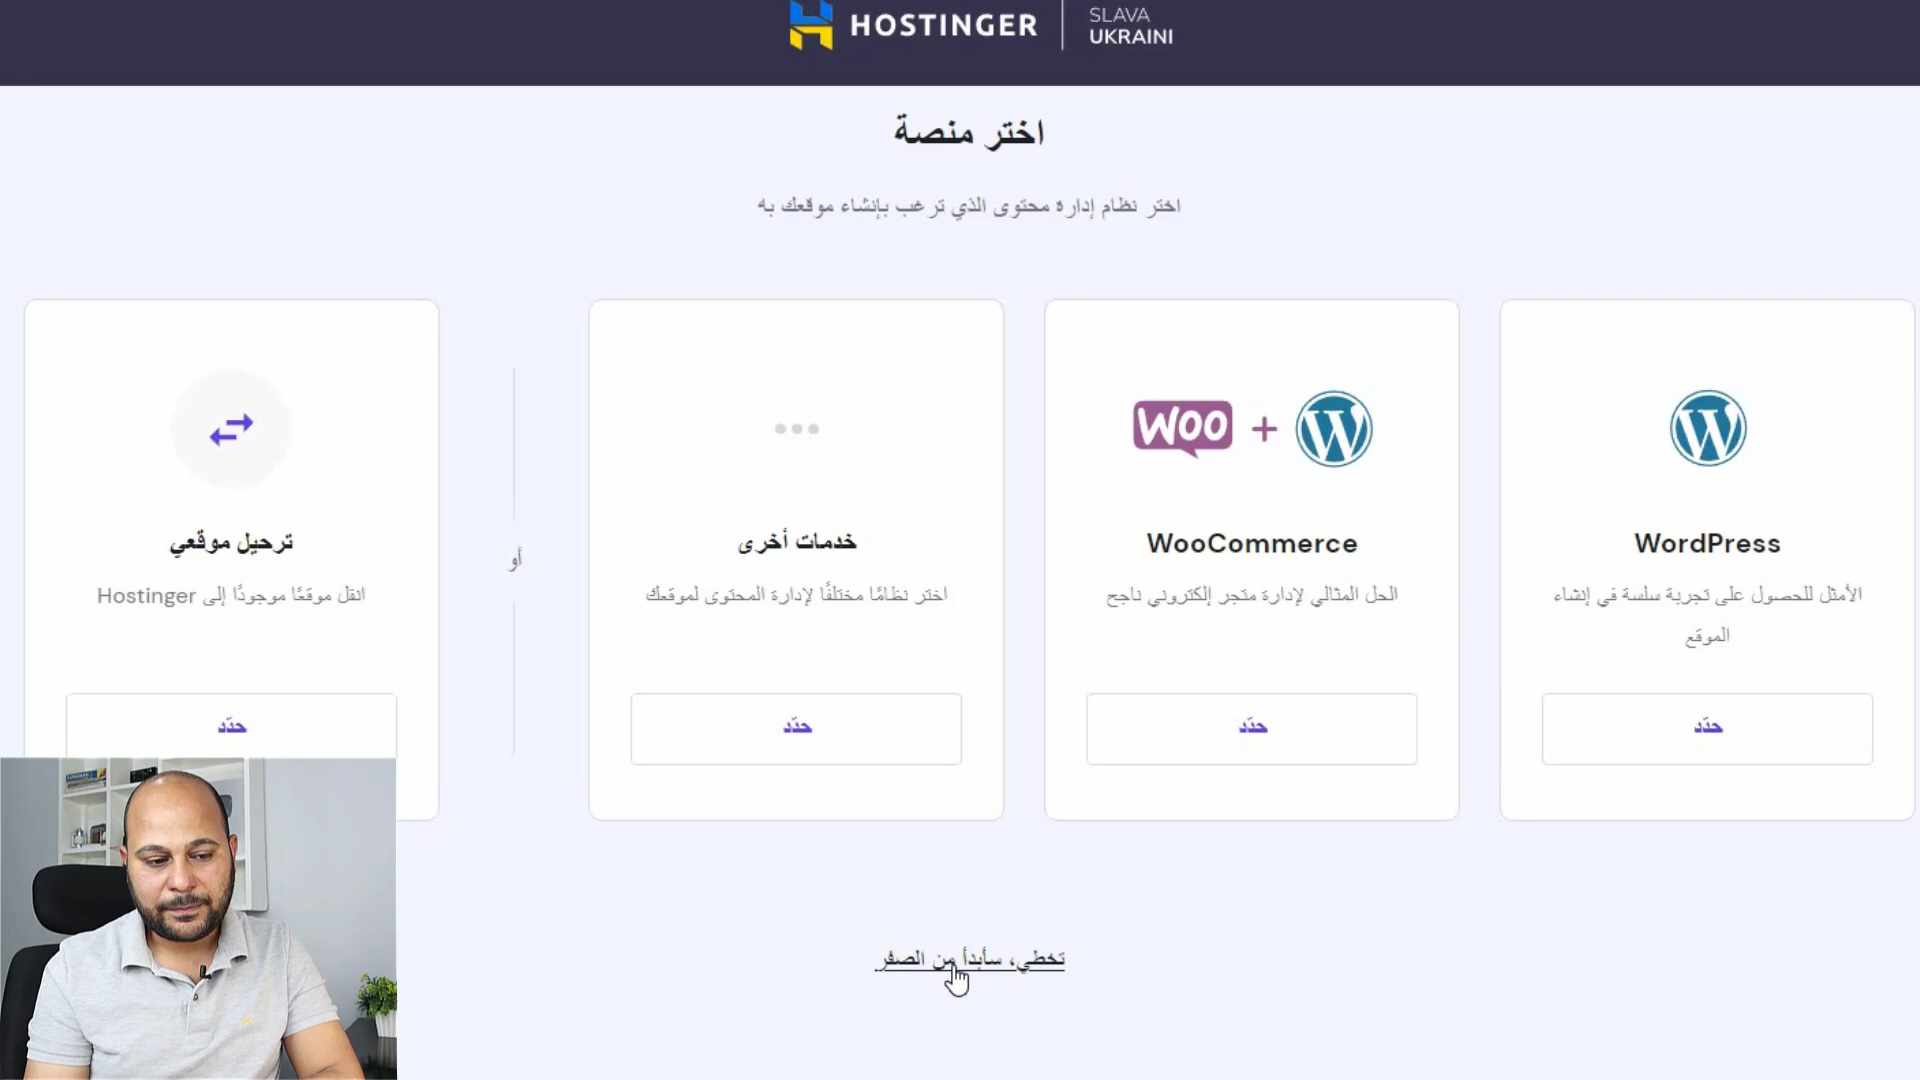 HOSTINGER
SLAVA
UKRAINI
اختر منصة
اختر نظام إدارة محتوى الذي ترغب بإنشاء موقعك به
WordPress
الأمثل للحصول على تجربة سلسة في إنشاء
الموقع
حدّد
WOO
WooCommerce
الحل المثالي لإدارة متجر إلكتروني ناجح
حدّد
خدمات أخرى
اختر نظامًا مختلفًا لإدارة المحتوى لموقعك
حدّد
أو
ترحيل موقعي
انقل موقعًا موجودًا إلى Hostinger
حدّد
تخطي، سأبدأ من الصفر.